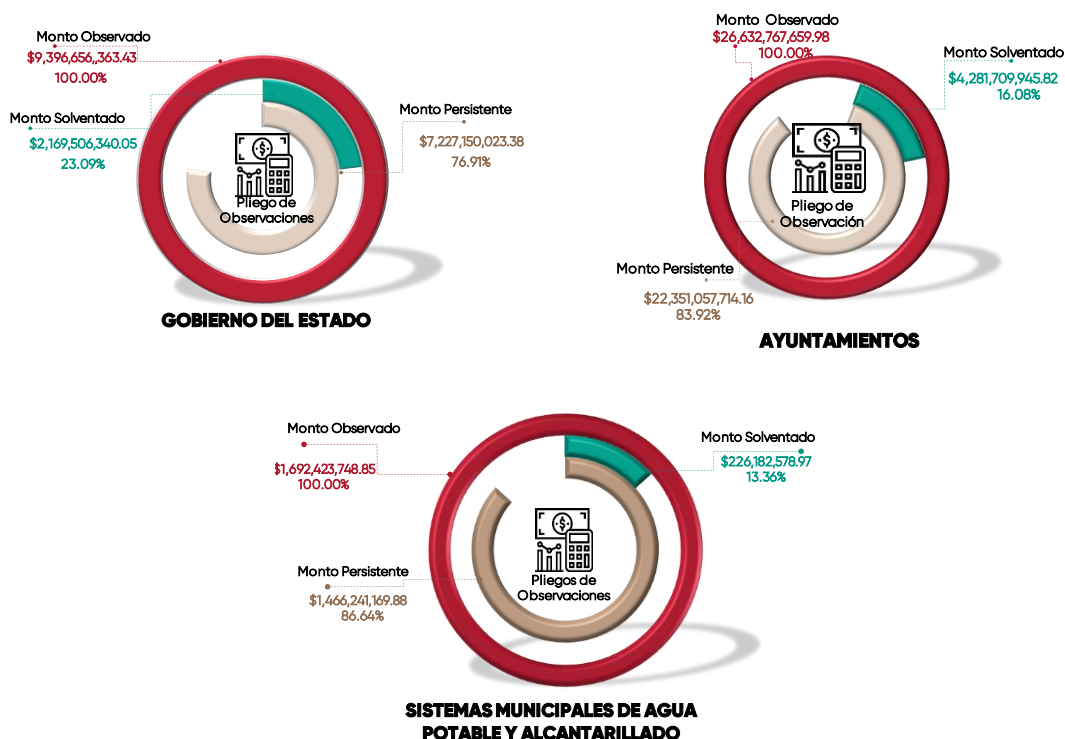 Monto Observado
$9,396,656,,363.43
100.00%
Monto Solventado
$2,169,506,340.05
23.09%
Monto Persistente
$7,227,150,023.38
76.91%
Pliego de
Observaciones
GOBIERNO DEL ESTADO
Monto Observado
$26,632,767,659.98
100.00%
Monto Solventado
$4,281,709,945.82
16.08%
Pliego de
Observación
Monto Persistente
$22,351,057,714.16
83.92%
AYUNTAMIENTOS
Monto Observado
$1,692,423,748.85
100.00%
Monto Solventado
$226,182,578.97
13.36%
Pliegos de
Observaciones
Monto Persistente
$1,466,241,169.88
86.64%
SISTEMAS MUNICIPALES DE AGUA
POTABLE Y ALCANTARILLADO